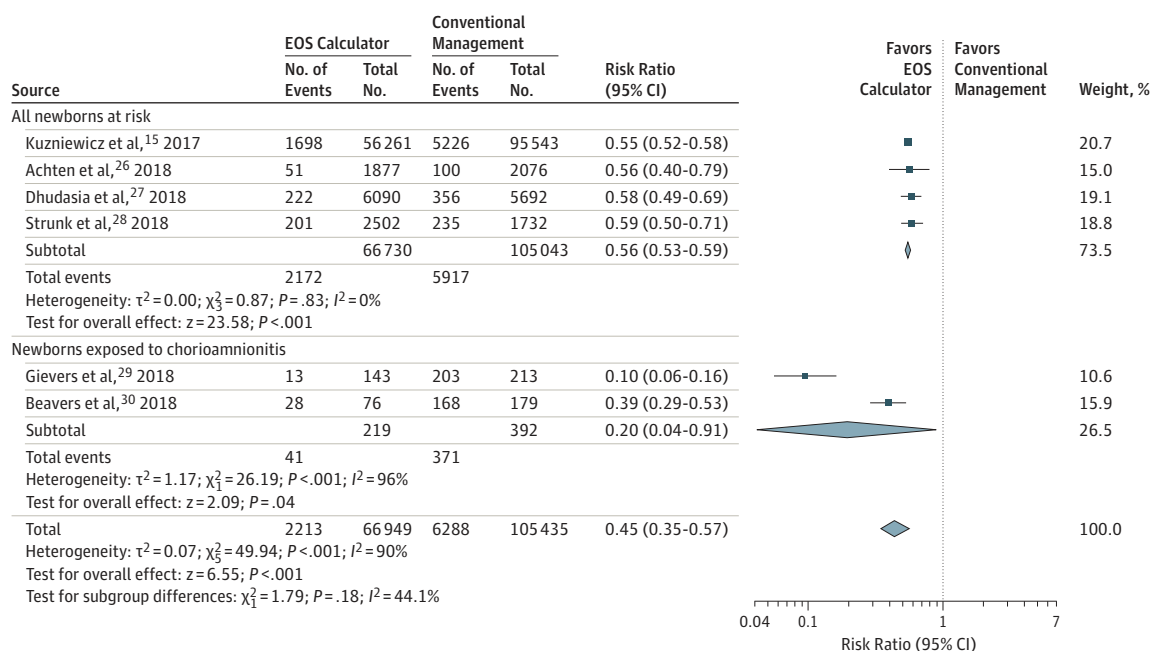 EOS Calculator Conventional Management Favors EOS Calculator Favors Conventional Management
Source No. of Events Total No. No. of Events Total No. Risk Ratio (95% CI) Weight, %
All newborns at risk
Kuzniewicz et al,15 2017 1698 56 261 5226 95 543 0.55 (0.52-0.58) 20.7
Achten et al,26 2018 51 1877 100 2076 0.56 (0.40-0.79) 15.0
Dhudasia et al,27 2018 222 6090 356 5692 0.58 (0.49-0.69) 19.1
Strunk et al,28 2018 201 2502 235 1732 0.59 (0.50-0.71) 18.8
Subtotal 66 730 105 043 0.56 (0.53-0.59) 73.5
Total events 2172 5917
Heterogeneity: τ2 = 0.00; χ23 = 0.87; P = .83; I2 = 0%
Test for overall effect: z = 23.58; P < .001
Newborns exposed to chorioamnionitis
Gievers et al,29 2018 13 143 203 213 0.10 (0.06-0.16) 10.6
Beavers et al,30 2018 28 76 168 179 0.39 (0.29-0.53) 15.9
Subtotal 219 392 0.20 (0.04-0.91) 26.5
Total events 41 371
Heterogeneity: τ2 = 1.17; χ21 = 26.19; P < .001; I2 = 96%
Test for overall effect: z = 2.09; P = .04
Total 2213 66 949 6288 105 435 0.45 (0.35-0.57) 100.0
Heterogeneity: τ2 = 0.07; χ25 = 49.94; P < .001; I2 = 90%
Test for overall effect: z = 6.55; P < .001
Test for subgroup differences: χ21 = 1.79; P = .18; I2 = 44.1%
0.04 0.1 1 7
Risk Ratio (95% CI)